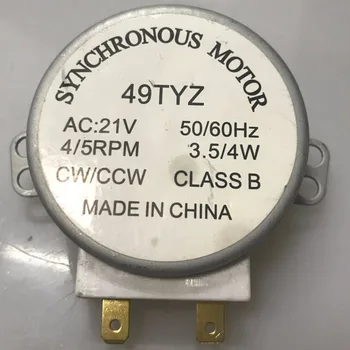 SYNCHRONOUS MOTOR
49TYZ
AC:21V 50/60Hz
4/5RPM 3.5/4W
CW/CCW CLASS B
MADE IN CHINA